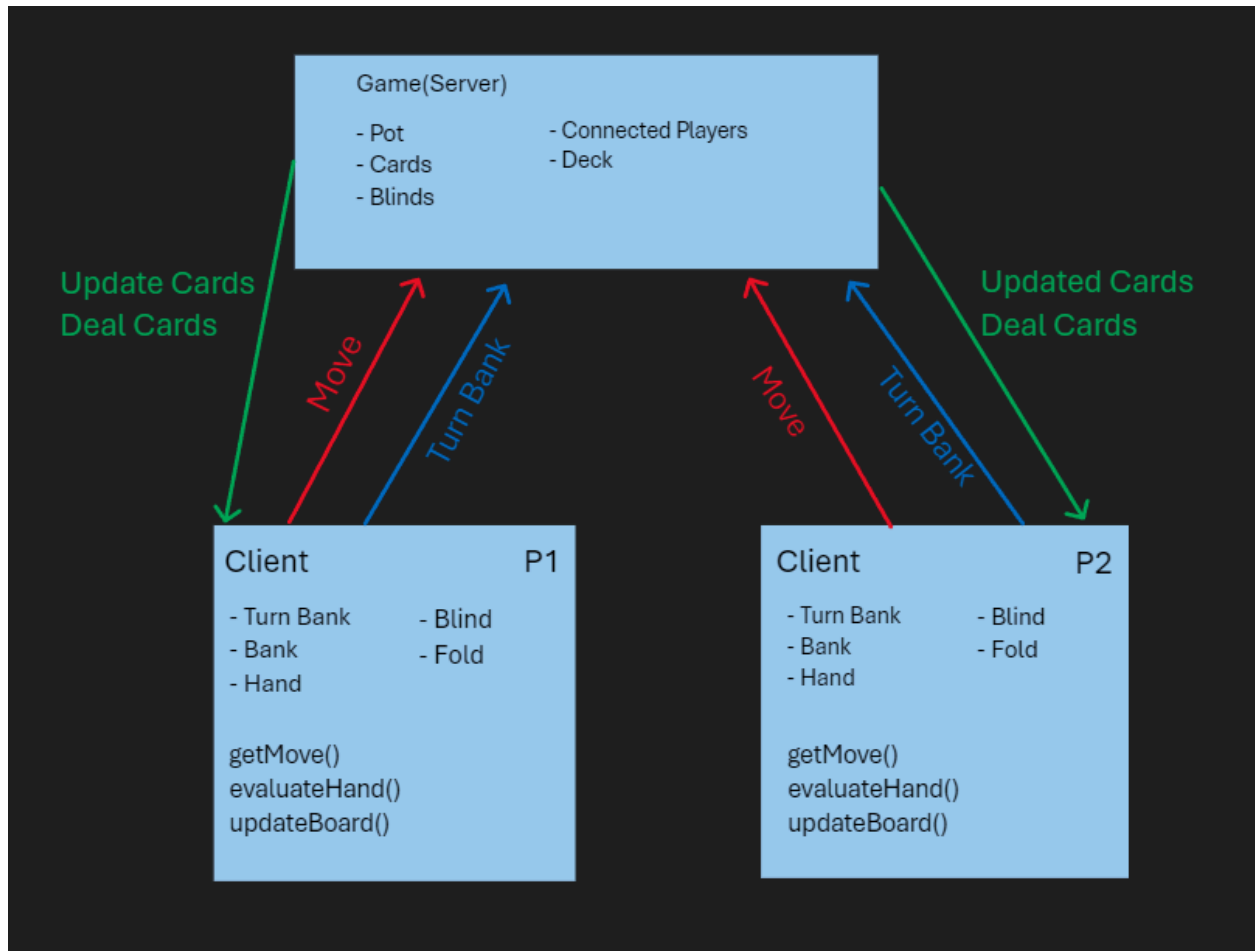 Game(Server)
- Pot
- Cards
- Blinds
- Connected Players
- Deck
Update Cards
Deal Cards
Move
Turn Bank
Move
Turn Bank
Updated Cards
Deal Cards
Client
P1
- Turn Bank
- Bank
- Hand
- Blind
- Fold
getMove()
evaluateHand()
updateBoard()
Client
P2
- Turn Bank
- Bank
- Hand
- Blind
- Fold
getMove()
evaluateHand()
updateBoard()